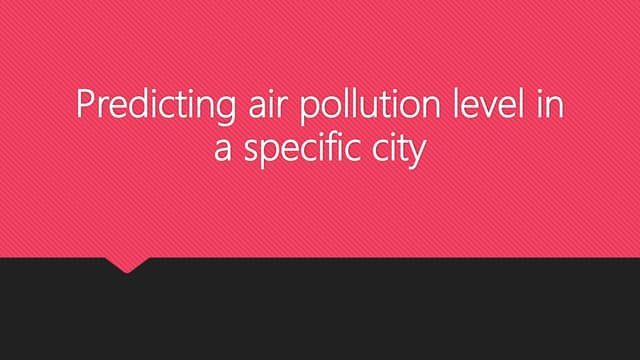 Predicting air pollution level in
a specific city